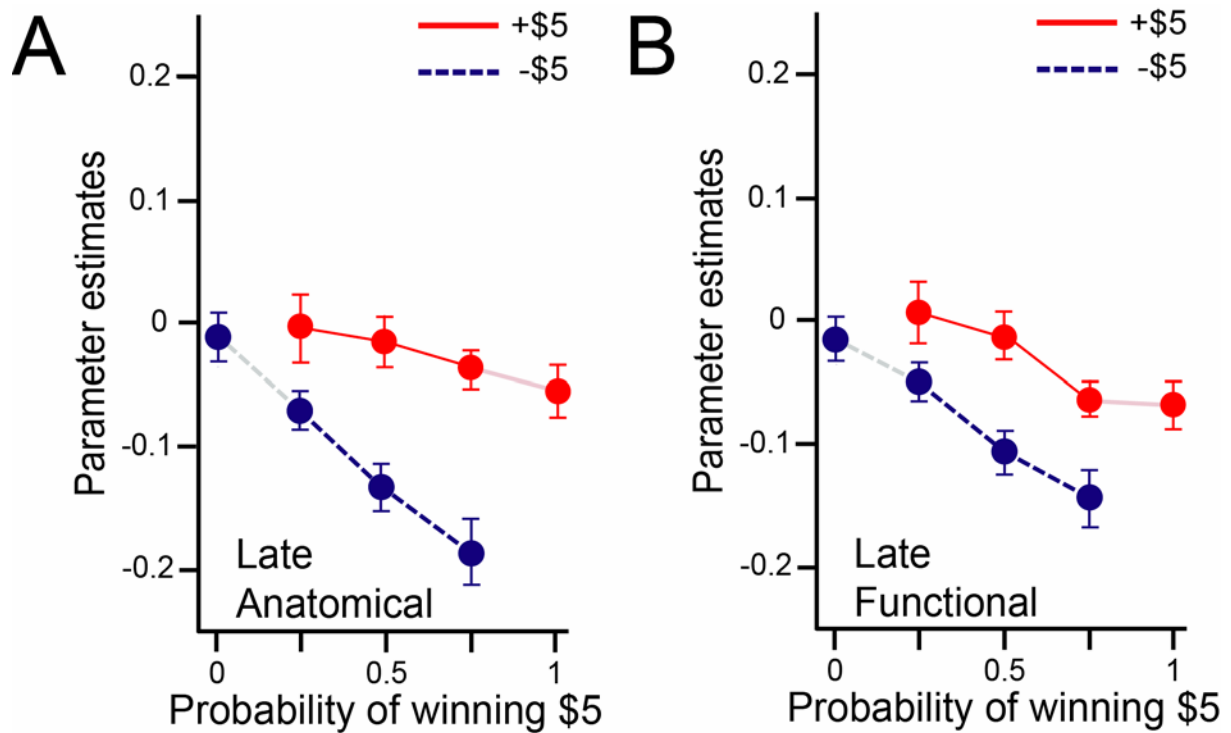 A
+$5
-$5
Parameter estimates
0.2
0.1
0
-0.1
-0.2
Late
Anatomical
0
0.5
1
Probability of winning $5
B
+$5
-$5
Parameter estimates
0.2
0.1
0
-0.1
-0.2
Late
Functional
0
0.5
1
Probability of winning $5